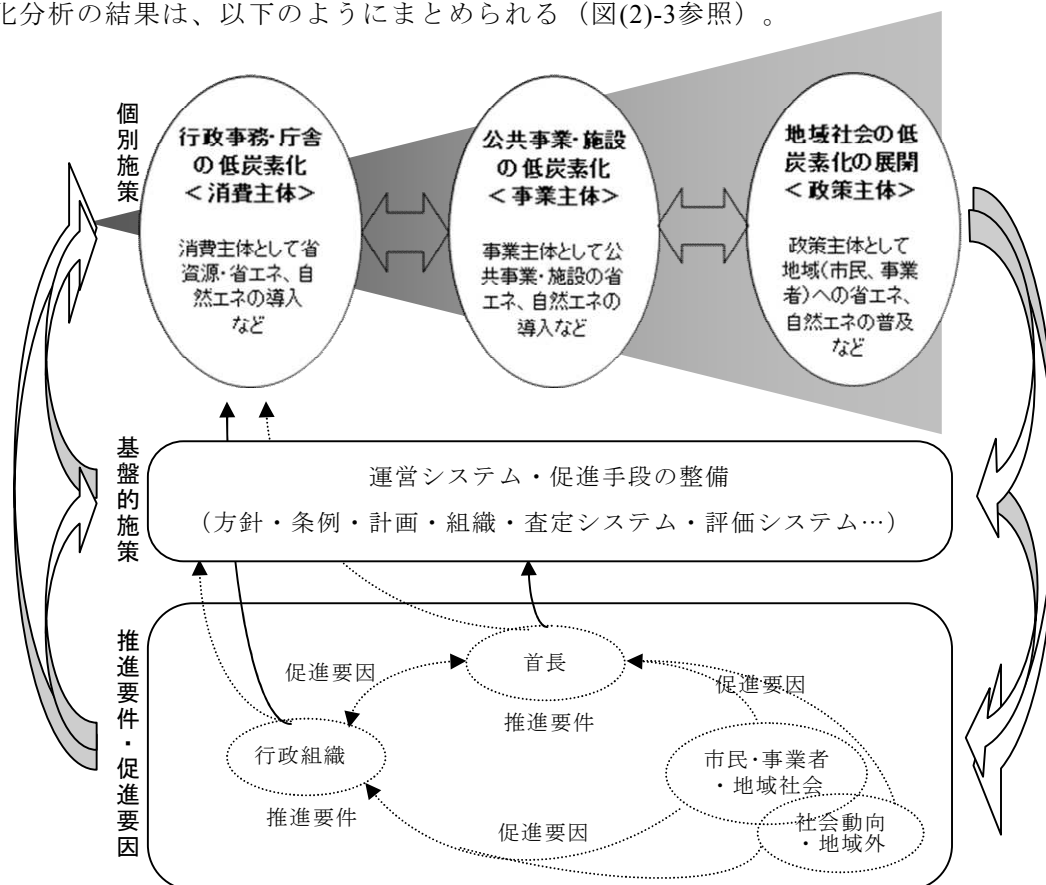 化分析の結果は、以下のようにまとめられる（図(2)-3参照）。
個別施策
行政事務・庁舎
の低炭素化
＜消費主体＞
消費主体として省
資源・省エネ、自
然エネの導入
など
公共事業・施設
の低炭素化
＜事業主体＞
事業主体として公
共事業・施設の省
エネ、自然エネの
導入など
地域社会の低
炭素化の展開
＜政策主体＞
政策主体として
地域(市民、事業
者)への省エネ、
自然エネの普及
など
基盤的施策
運営システム・促進手段の整備
（方針・条例・計画・組織・査定システム・評価システム…）
推進要件・促進要因
首長
促進要因
促進要因
推進要件
行政組織
市民・事業者
・地域社会
推進要件
促進要因
社会動向
・地域外